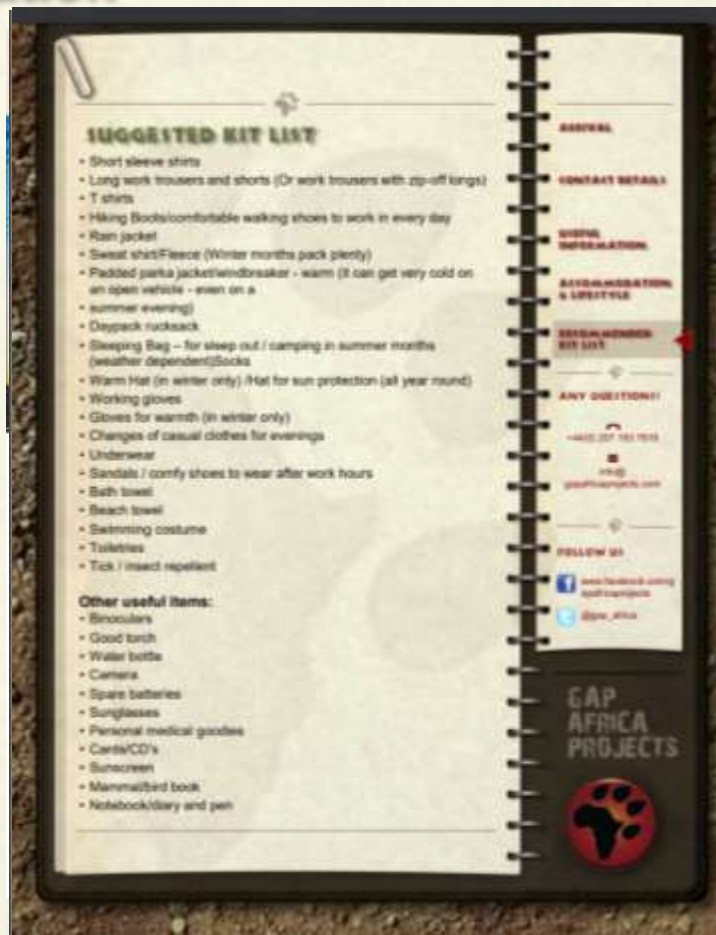 SUGGESTED KIT LIST
• Short sleeve shirts
• Long work trousers and shorts (Or work trousers with zip-off longs)
• T shirts
• Hiking Boots/comfortable walking shoes to work in every day
• Rain jacket
• Sweat shirt/Fleece (Winter months pack plenty)
• Padded parka jacket/windbreaker - warm (it can get very cold on
an open vehicle - even on a
• summer evening)
• Daypack rucksack
• Sleeping Bag – for sleep out / camping in summer months
(weather dependent)Socks
• Warm Hat (in winter only) /Hat for sun protection (all year round)
• Working gloves
• Gloves for warmth (in winter only)
• Changes of casual clothes for evenings
• Underwear
• Sandals / comfy shoes to wear after work hours
• Bath towel
• Beach towel
• Swimming costume
• Toiletries
• Tick / insect repellent
Other useful items:
• Binoculars
• Good torch
• Water bottle
• Camera
• Spare batteries
• Sunglasses
• Personal medical goodies
• Cards/CD's
• Sunscreen
• Mammal/bird book
• Notebook/diary and pen
ARRIVAL
CONTACT DETAILS
USEFUL
INFORMATION
ACCOMMODATION
& LIFESTYLE
RECOMMENDED
KIT LIST
ANY QUESTIONS?
info@
gapafricaprojects.com
FOLLOW US
www.facebook.com/g
apafricaprojects
@gap_africa
GAP
AFRICA
PROJECTS